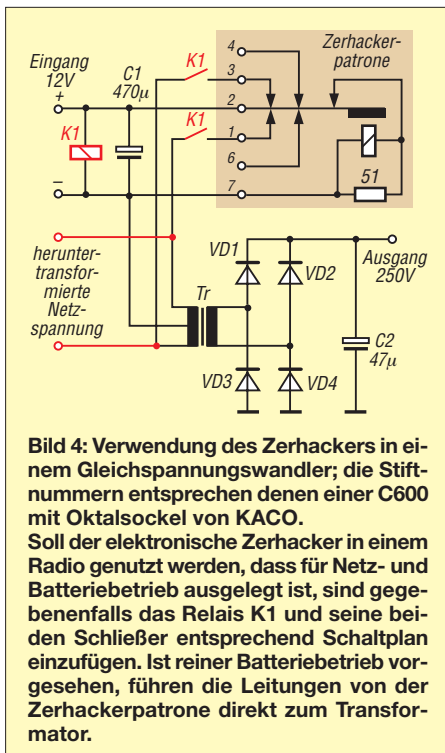 Eingang
12V
+
K1
–
C1
470µ
K1
K1
4
3
2
1
6
7
Zerhacker-
patrone
51
herunter-
transfor-
mierte
Netz-
spannung
Tr
VD1
VD2
VD3
VD4
Ausgang
250V
C2
47µ
Bild 4: Verwendung des Zerhackers in ei-
nem Gleichspannungswandler; die Stift-
nummern entsprechen denen einer C600
mit Oktalsockel von KACO.
Soll der elektronische Zerhacker in einem
Radio genutzt werden, dass für Netz- und
Batteriebetrieb ausgelegt ist, sind gege-
benenfalls das Relais K1 und seine bei-
den Schließer entsprechend Schaltplan
einzufügen. Ist reiner Batteriebetrieb vor-
gesehen, führen die Leitungen von der
Zerhackerpatrone direkt zum Transfor-
mator.